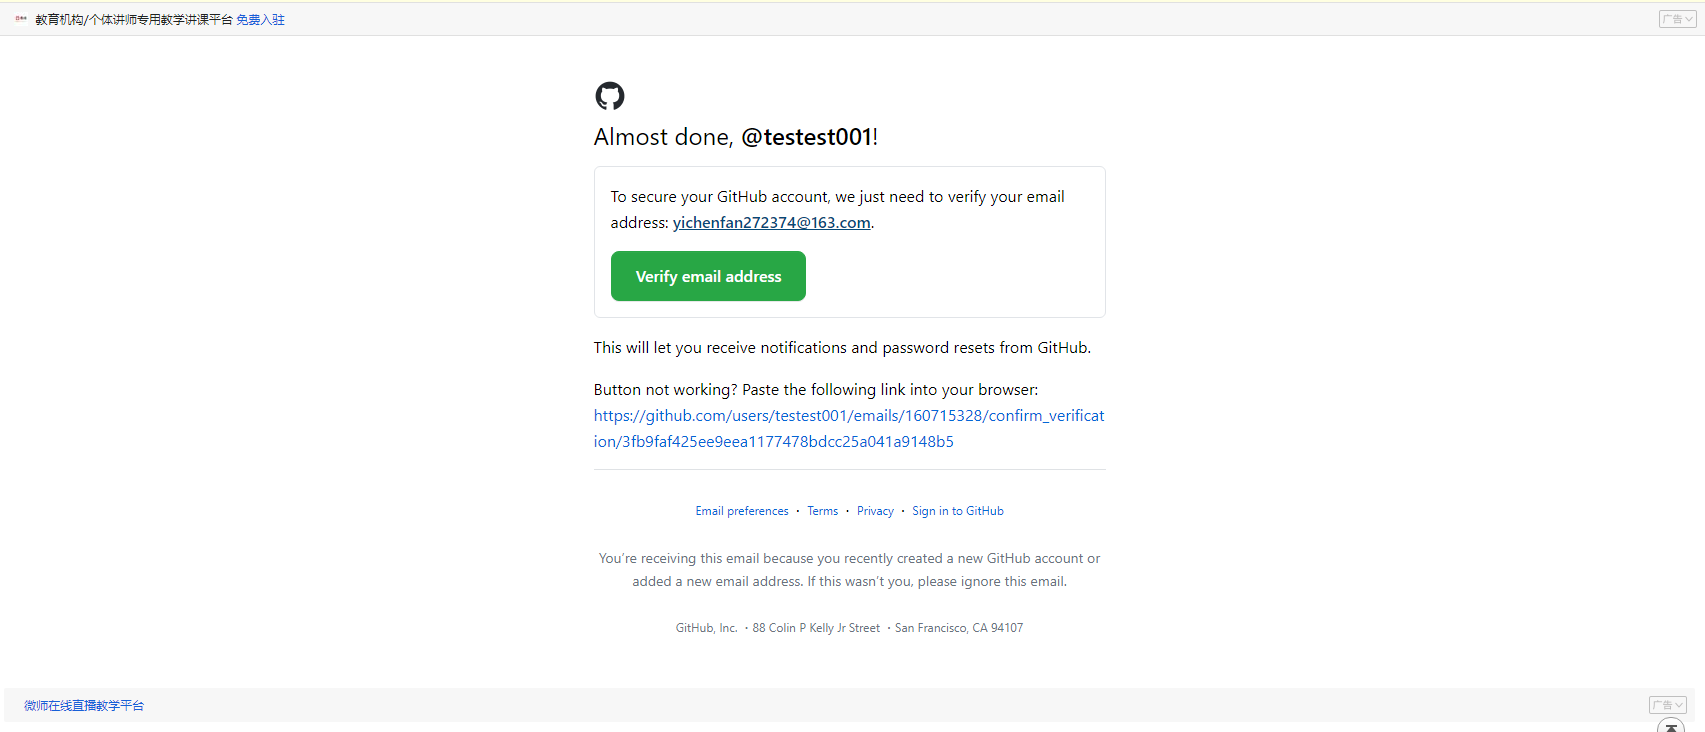 教育机构/个体讲师专用教学讲课平台 免费入驻
广告
Almost done, @testest001!
To secure your GitHub account, we just need to verify your email
address: yichenfan272374@163.com.
Verify email address
This will let you receive notifications and password resets from GitHub.
Button not working? Paste the following link into your browser:
https://github.com/users/testest001/emails/160715328/confirm_verificat
ion/3fb9faf425ee9eea1177478bdcc25a041a9148b5
Email preferences · Terms · Privacy · Sign in to GitHub
You’re receiving this email because you recently created a new GitHub account or
added a new email address. If this wasn’t you, please ignore this email.
GitHub, Inc. ・88 Colin P Kelly Jr Street ・San Francisco, CA 94107
微师在线直播教学平台
广告